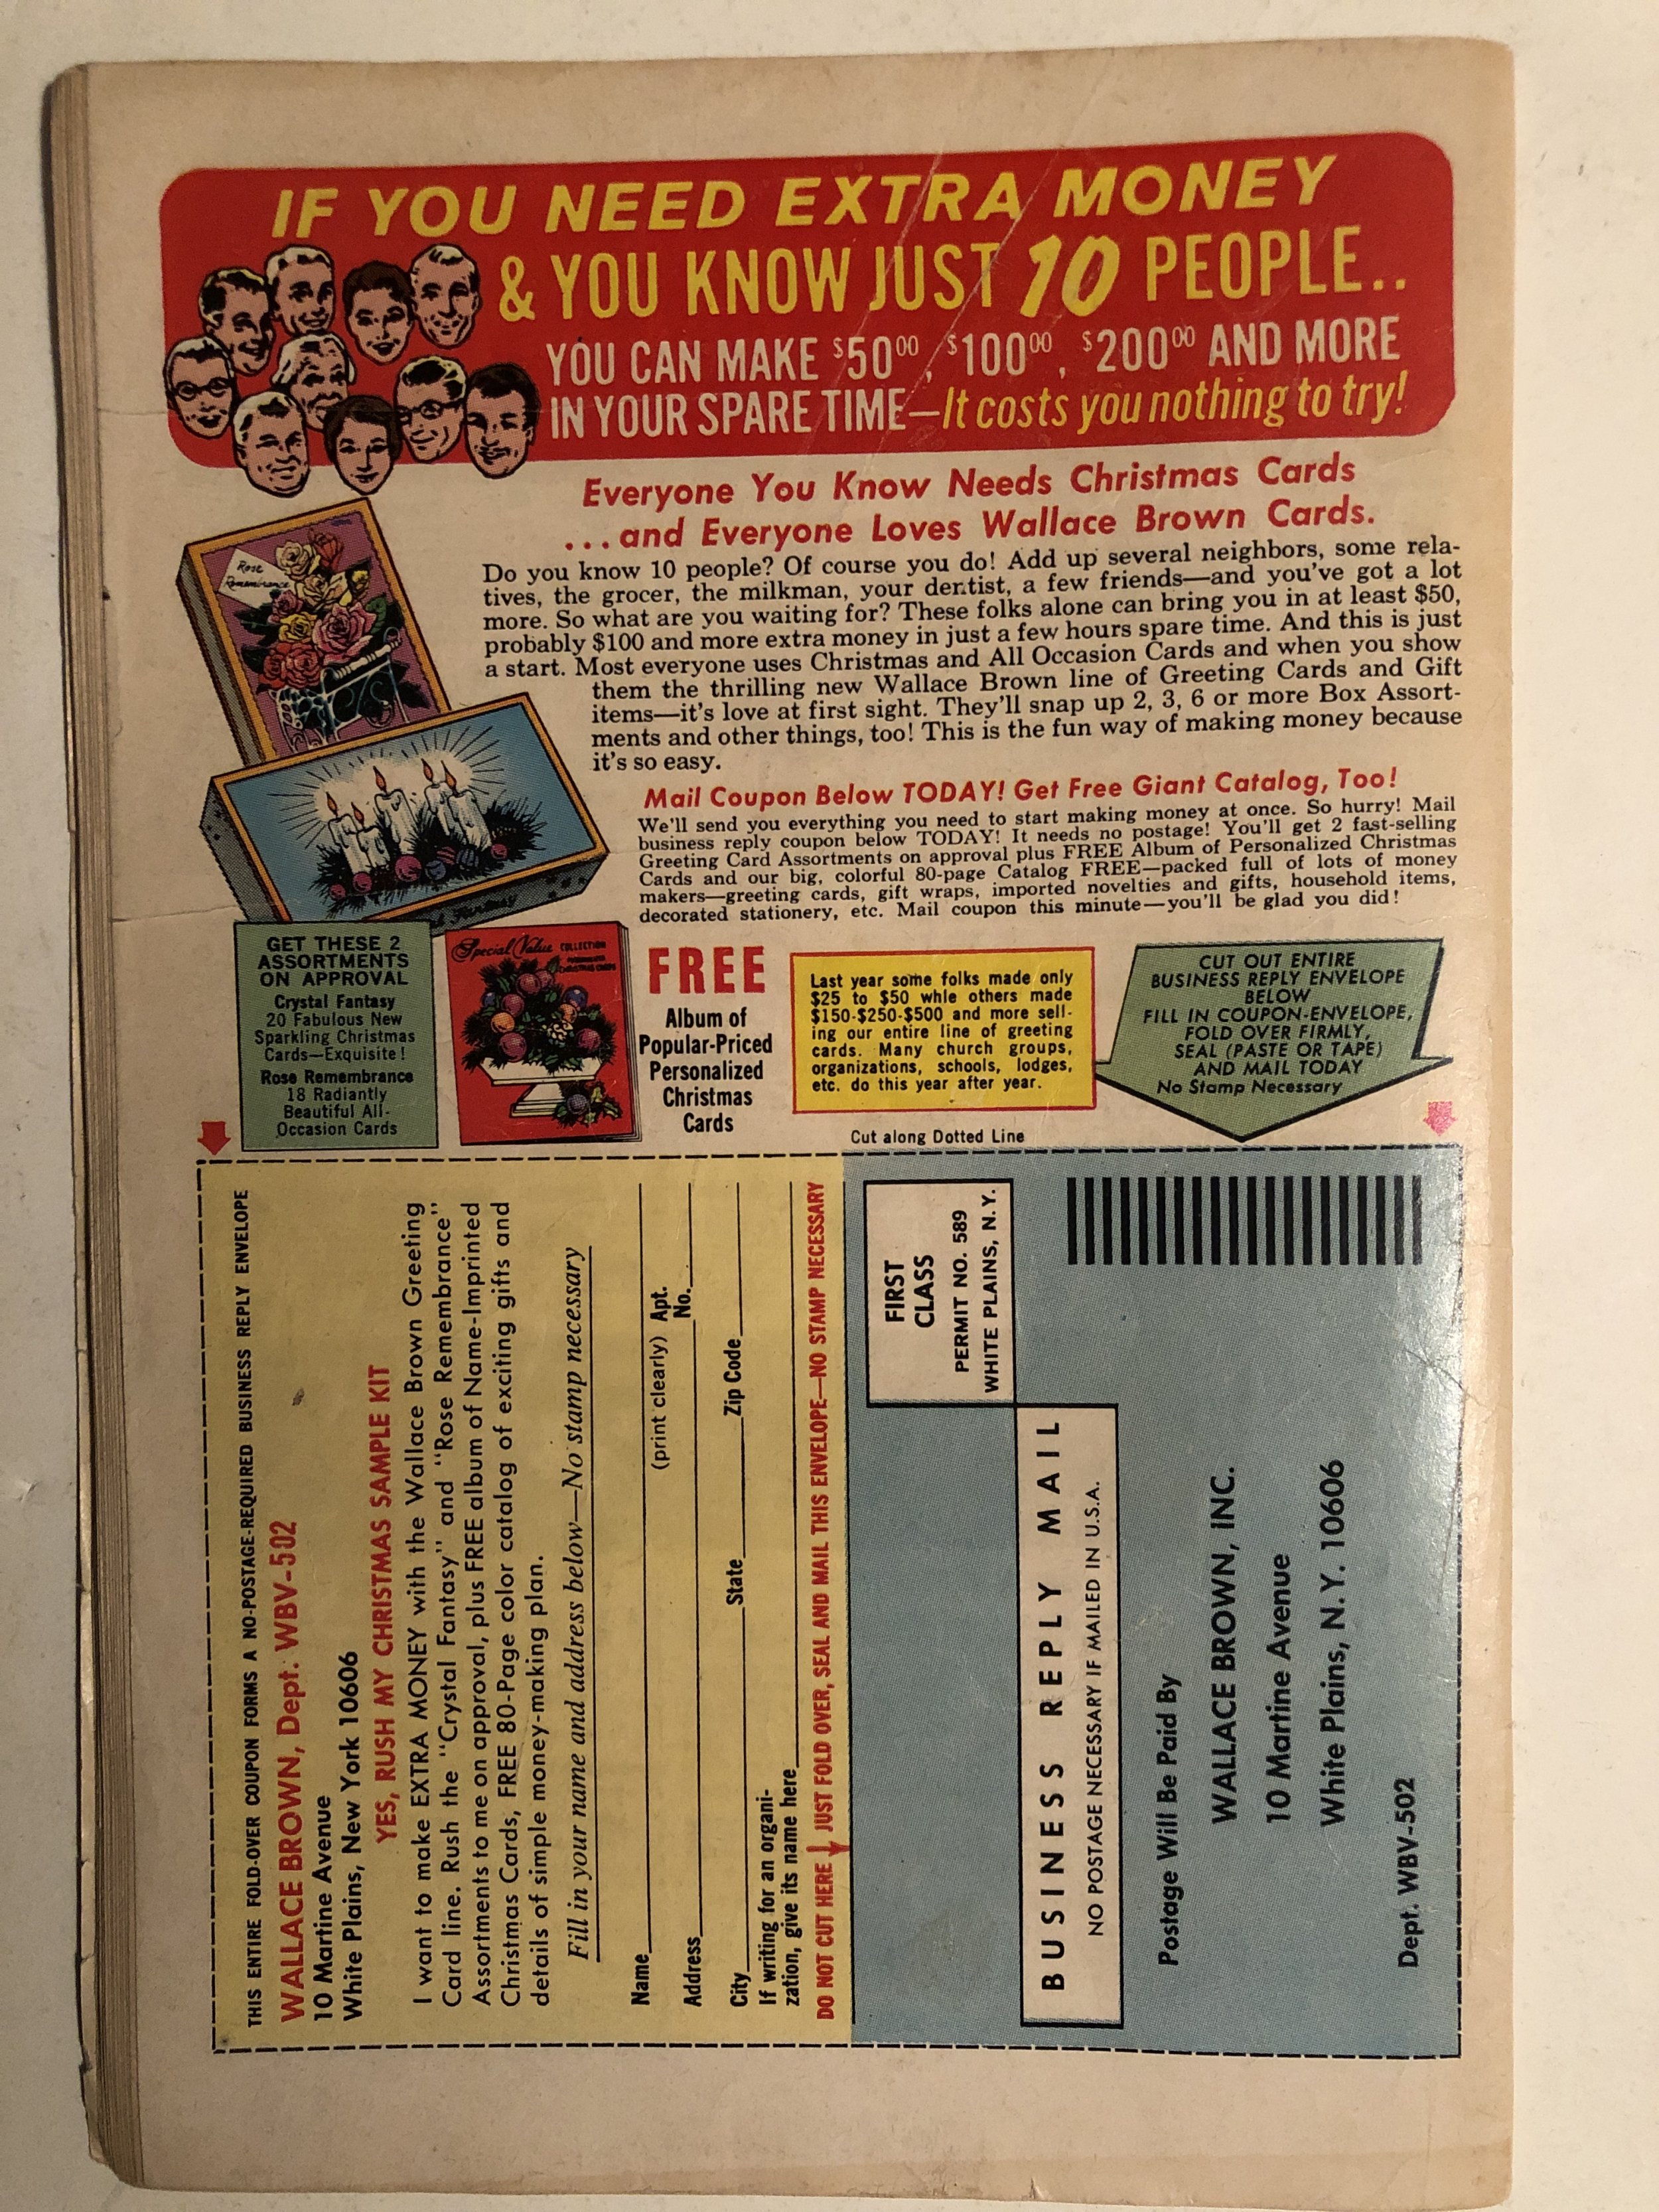 IF YOU NEED EXTRA MONEY
& YOU KNOW JUST 10 PEOPLE..
YOU CAN MAKE $50.00, $100.00, $200.00 AND MORE
IN YOUR SPARE TIME—It costs you nothing to try!
Everyone You Know Needs Christmas Cards
...and Everyone Loves Wallace Brown Cards.
Do you know 10 people? Of course you do! Add up several neighbors, some rela-
tives, the grocer, the milkman, your dentist, a few friends—and you've got a lot
more. So what are you waiting for? These folks alone can bring you in at least $50,
probably $100 and more extra money in just a few hours spare time. And this is just
a start. Most everyone uses Christmas and All Occasion Cards and when you show
them the thrilling new Wallace Brown line of Greeting Cards and Gift
items—it's love at first sight. They'll snap up 2, 3, 6 or more Box Assort-
ments and other things, too! This is the fun way of making money because
it's so easy.
Rose
Remembrance
Mail Coupon Below TODAY! Get Free Giant Catalog, Too!
We'll send you everything you need to start making money at once. So hurry! Mail
business reply coupon below TODAY! It needs no postage! You'll get 2 fast-selling
Greeting Card Assortments on approval plus FREE Album of Personalized Christmas
Cards and our big, colorful 80-page Catalog FREE—packed full of lots of money
makers—greeting cards, gift wraps, imported novelties and gifts, household items,
decorated stationery, etc. Mail coupon this minute—you'll be glad you did!
Fantasy
GET THESE 2
ASSORTMENTS
ON APPROVAL
Crystal Fantasy
20 Fabulous New
Sparkling Christmas
Cards—Exquisite!
Rose Remembrance
18 Radiantly
Beautiful All-
Occasion Cards
Special Value COLLECTION
CHRISTMAS CARDS
FREE
Album of
Popular-Priced
Personalized
Christmas
Cards
Last year some folks made only
$25 to $50 whle others made
$150-$250-$500 and more sell-
ing our entire line of greeting
cards. Many church groups,
organizations, schools, lodges,
etc. do this year after year.
CUT OUT ENTIRE
BUSINESS REPLY ENVELOPE
BELOW
FILL IN COUPON-ENVELOPE,
FOLD OVER FIRMLY,
SEAL (PASTE OR TAPE)
AND MAIL TODAY
No Stamp Necessary
Cut along Dotted Line
THIS ENTIRE FOLD-OVER COUPON FORMS A NO-POSTAGE-REQUIRED BUSINESS REPLY ENVELOPE
WALLACE BROWN, Dept. WBV-502
10 Martine Avenue
White Plains, New York 10606
YES, RUSH MY CHRISTMAS SAMPLE KIT
I want to make EXTRA MONEY with the Wallace Brown Greeting
Card line. Rush the "Crystal Fantasy" and "Rose Remembrance"
Assortments to me on approval, plus FREE album of Name-Imprinted
Christmas Cards, FREE 80-Page color catalog of exciting gifts and
details of simple money-making plan.
Fill in your name and address below—No stamp necessary
Name
(print clearly)
Address Apt. No.
City State Zip Code
If writing for an organi-
zation, give its name here
DO NOT CUT HERE JUST FOLD OVER, SEAL AND MAIL THIS ENVELOPE—NO STAMP NECESSARY
FIRST
CLASS
PERMIT NO. 589
WHITE PLAINS, N.Y.
BUSINESS REPLY MAIL
NO POSTAGE NECESSARY IF MAILED IN U.S.A.
Postage Will Be Paid By
WALLACE BROWN, INC.
10 Martine Avenue
White Plains, N. Y. 10606
Dept. WBV-502